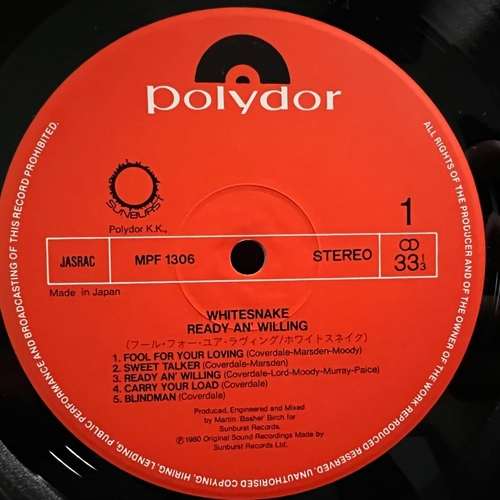 polydor
SUNBURST
Polydor K.K.,
1
JASRAC
MPF 1306
STEREO
33 1/3
Made in Japan
WHITESNAKE
READY AN' WILLING
(フール・フォー・ユア・ラヴィング/ホワイトスネイク)
1. FOOL FOR YOUR LOVING (Coverdale-Marsden-Moody)
2. SWEET TALKER (Coverdale-Marsden)
3. READY AN' WILLING (Coverdale-Lord-Moody-Murray-Paice)
4. CARRY YOUR LOAD (Coverdale)
5. BLINDMAN (Coverdale)
Produced, Engineered and Mixed
by Martin 'Basher' Birch for
Sunburst Records.
Ⓟ1980 Original Sound Recordings Made by
Sunburst Records Ltd.
ALL RIGHTS OF THE PRODUCER AND OF THE OWNER OF THE WORK REPRODUCED RESERVED. UNAUTHORISED COPYING, HIRING, LENDING, PUBLIC PERFORMANCE AND BROADCASTING OF THIS RECORD PROHIBITED.